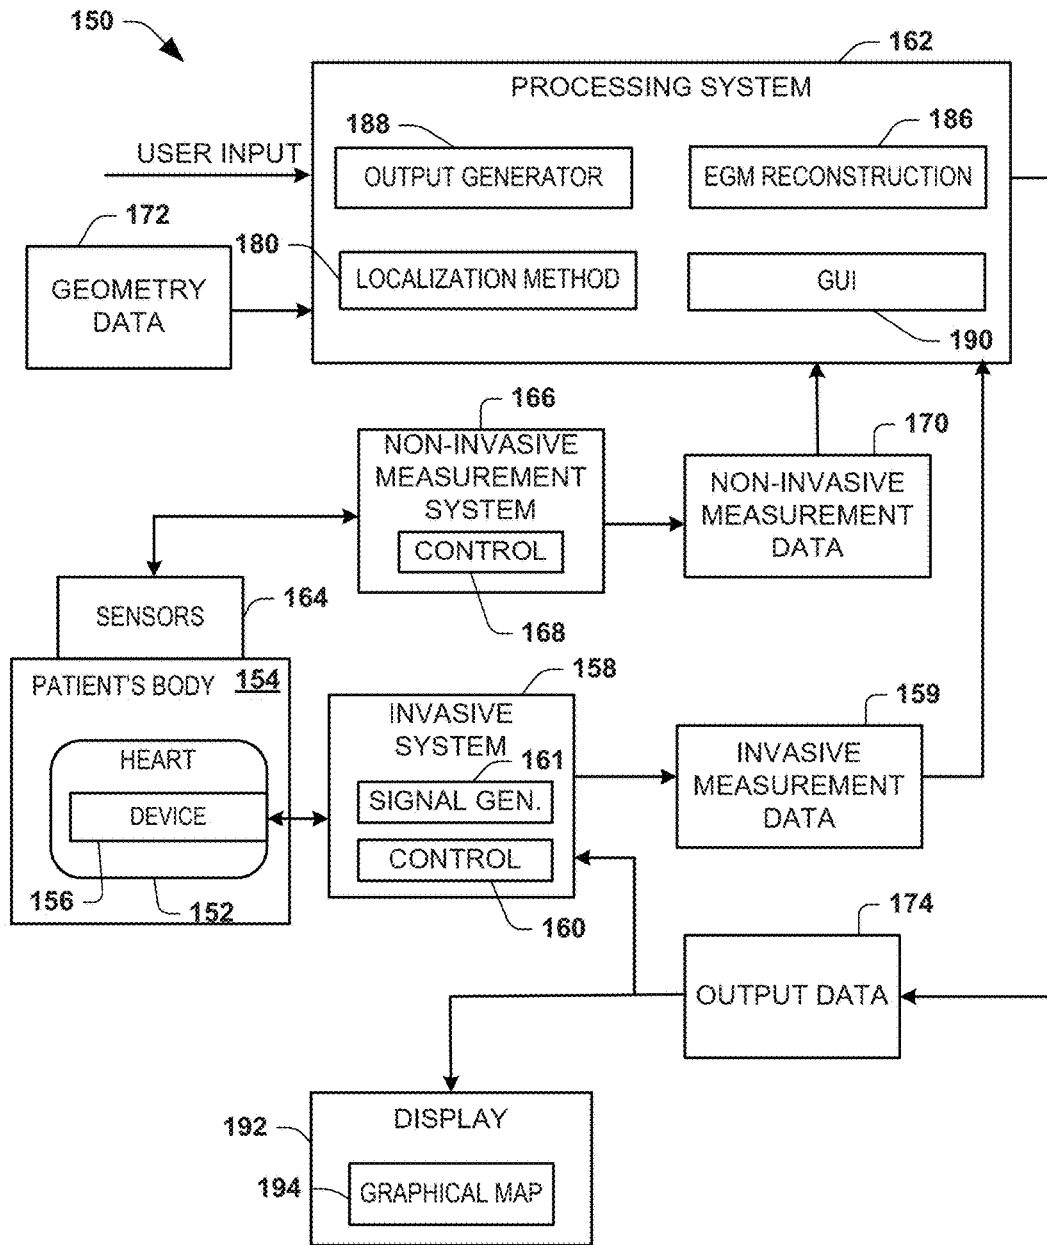 150
162
PROCESSING SYSTEM
188
186
USER INPUT
OUTPUT GENERATOR
EGM RECONSTRUCTION
172
180
GEOMETRY
DATA
LOCALIZATION METHOD
GUI
190
166
170
NON-INVASIVE
MEASUREMENT
SYSTEM
CONTROL
168
NON-INVASIVE
MEASUREMENT
DATA
SENSORS
164
PATIENT'S BODY
154
158
159
INVASIVE
SYSTEM
161
SIGNAL GEN.
CONTROL
160
INVASIVE
MEASUREMENT
DATA
HEART
DEVICE
156
152
174
OUTPUT DATA
192
DISPLAY
194
GRAPHICAL MAP